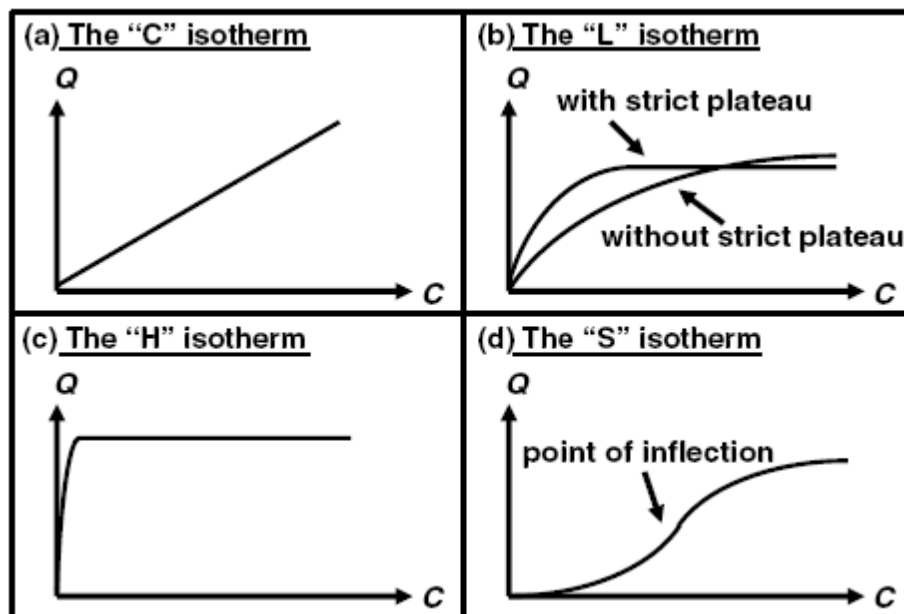 (a) The “C” isotherm
Q
C
(b) The “L” isotherm
Q
with strict plateau
without strict plateau
C
(c) The “H” isotherm
Q
C
(d) The “S” isotherm
Q
point of inflection
C